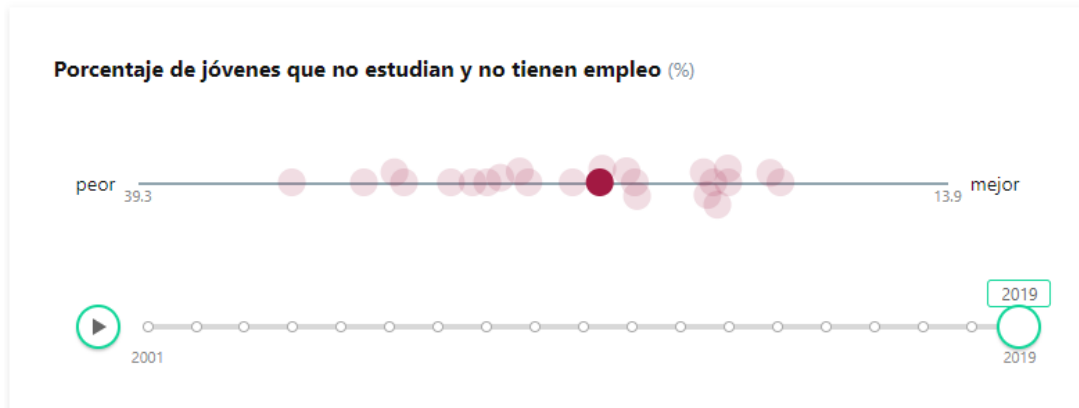 Porcentaje de jóvenes que no estudian y no tienen empleo (%)
peor
39.3
13.9
mejor
2019
2001
2019